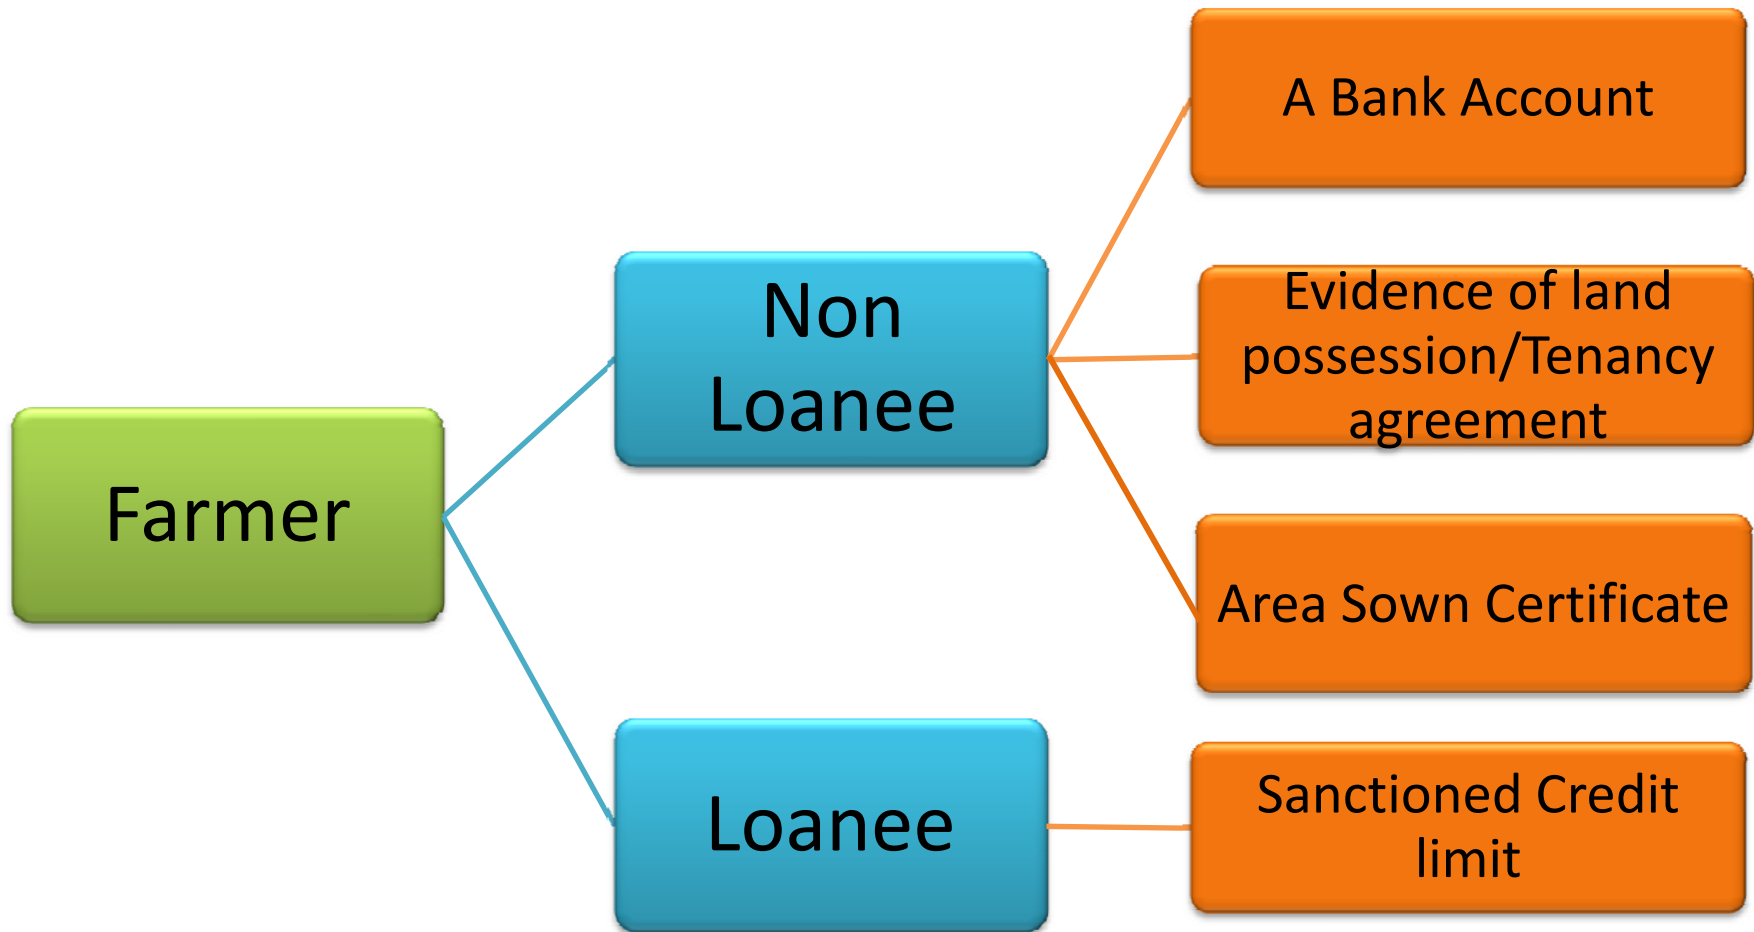 Farmer
Non
Loanee
Loanee
A Bank Account
Evidence of land
possession/Tenancy
agreement
Area Sown Certificate
Sanctioned Credit
limit